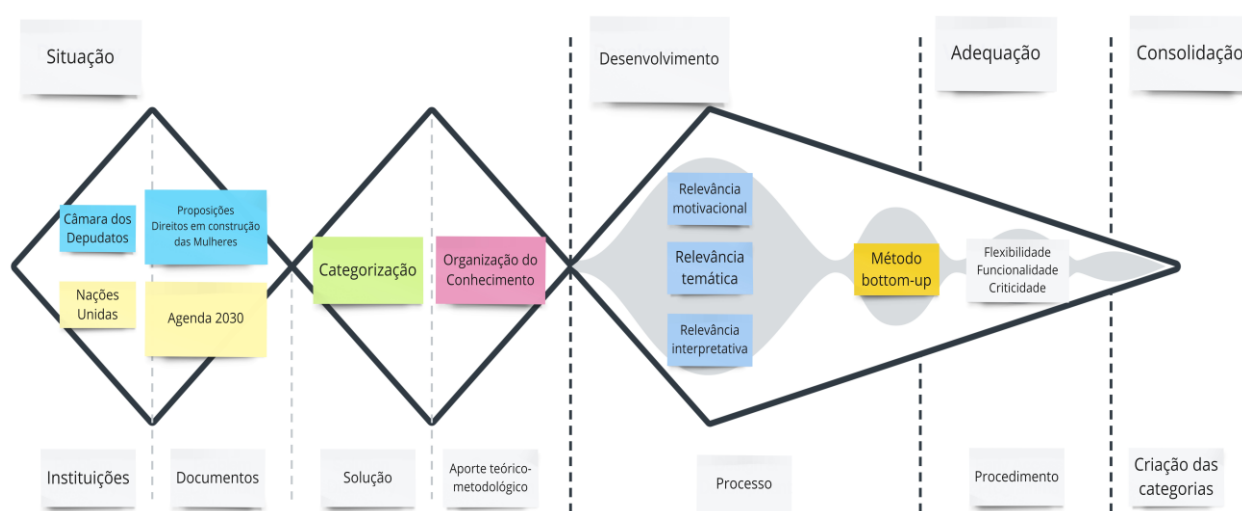 Situação
Desenvolvimento
Adequação
Consolidação
Câmara dos
Depudatos
Proposições
Direitos em construção
das Mulheres
Nações
Unidas
Agenda 2030
Categorização
Organização do
Conhecimento
Relevância
motivacional
Relevância
temática
Relevância
interpretativa
Método
bottom-up
Flexibilidade
Funcionalidade
Criticidade
Instituições
Documentos
Solução
Aporte teórico-
metodológico
Processo
Procedimento
Criação das
categorias